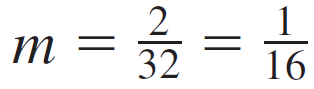 m = 2/32 = 1/16